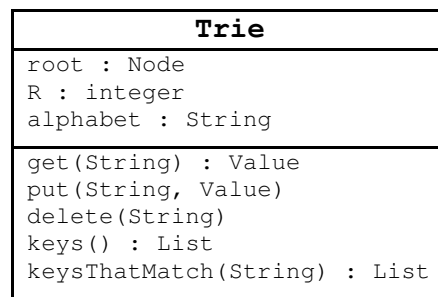 Trie
root : Node
R : integer
alphabet : String
get(String) : Value
put(String, Value)
delete(String)
keys() : List
keysThatMatch(String) : List